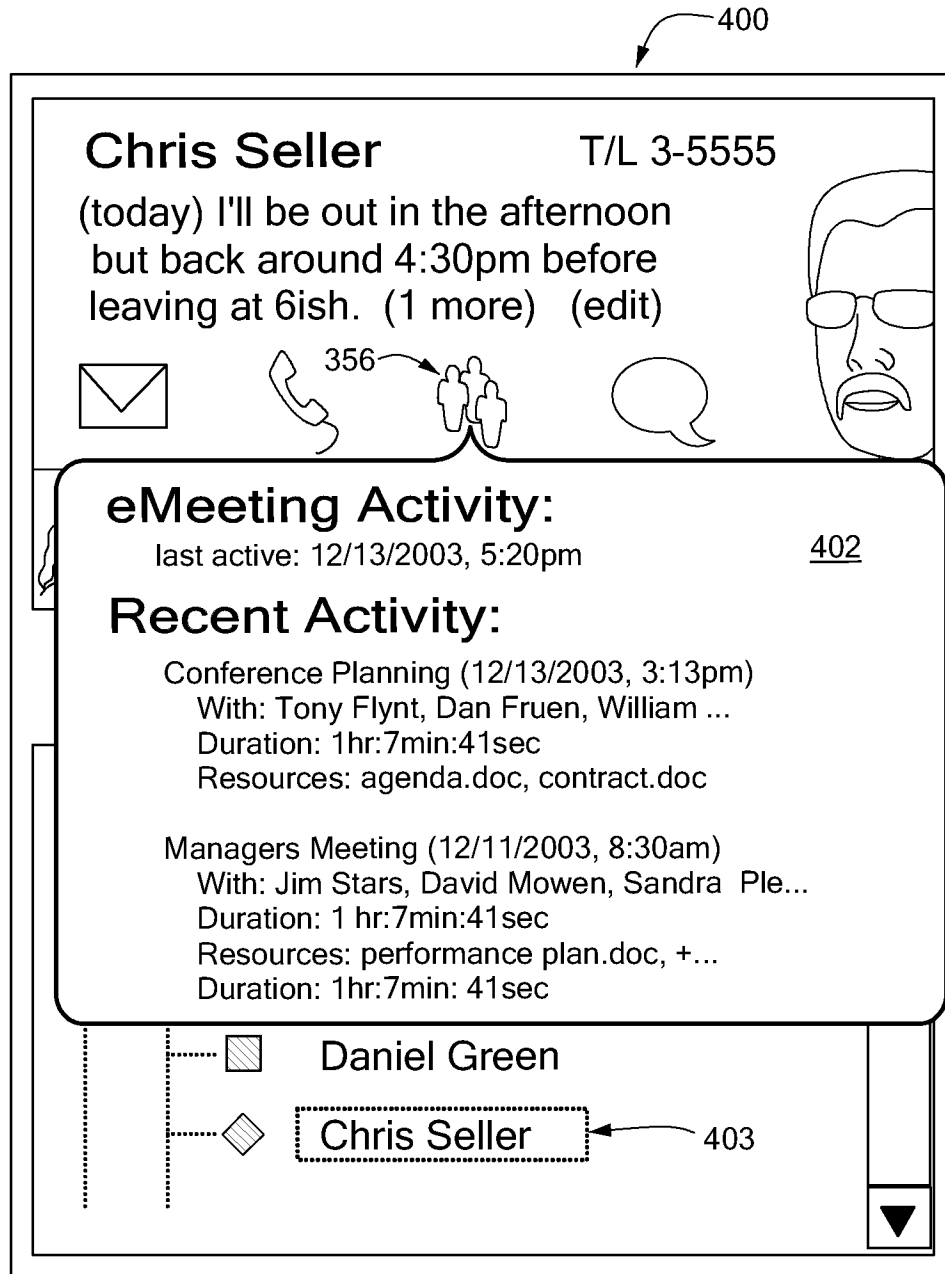 400
Chris Seller T/L 3-5555
(today) I'll be out in the afternoon
but back around 4:30pm before
leaving at 6ish. (1 more) (edit)
356
eMeeting Activity:
last active: 12/13/2003, 5:20pm 402
Recent Activity:
Conference Planning (12/13/2003, 3:13pm)
With: Tony Flynt, Dan Fruen, William ...
Duration: 1hr:7min:41sec
Resources: agenda.doc, contract.doc
Managers Meeting (12/11/2003, 8:30am)
With: Jim Stars, David Mowen, Sandra Ple...
Duration: 1 hr:7min:41sec
Resources: performance plan.doc, +...
Duration: 1hr:7min: 41sec
Daniel Green
Chris Seller 403